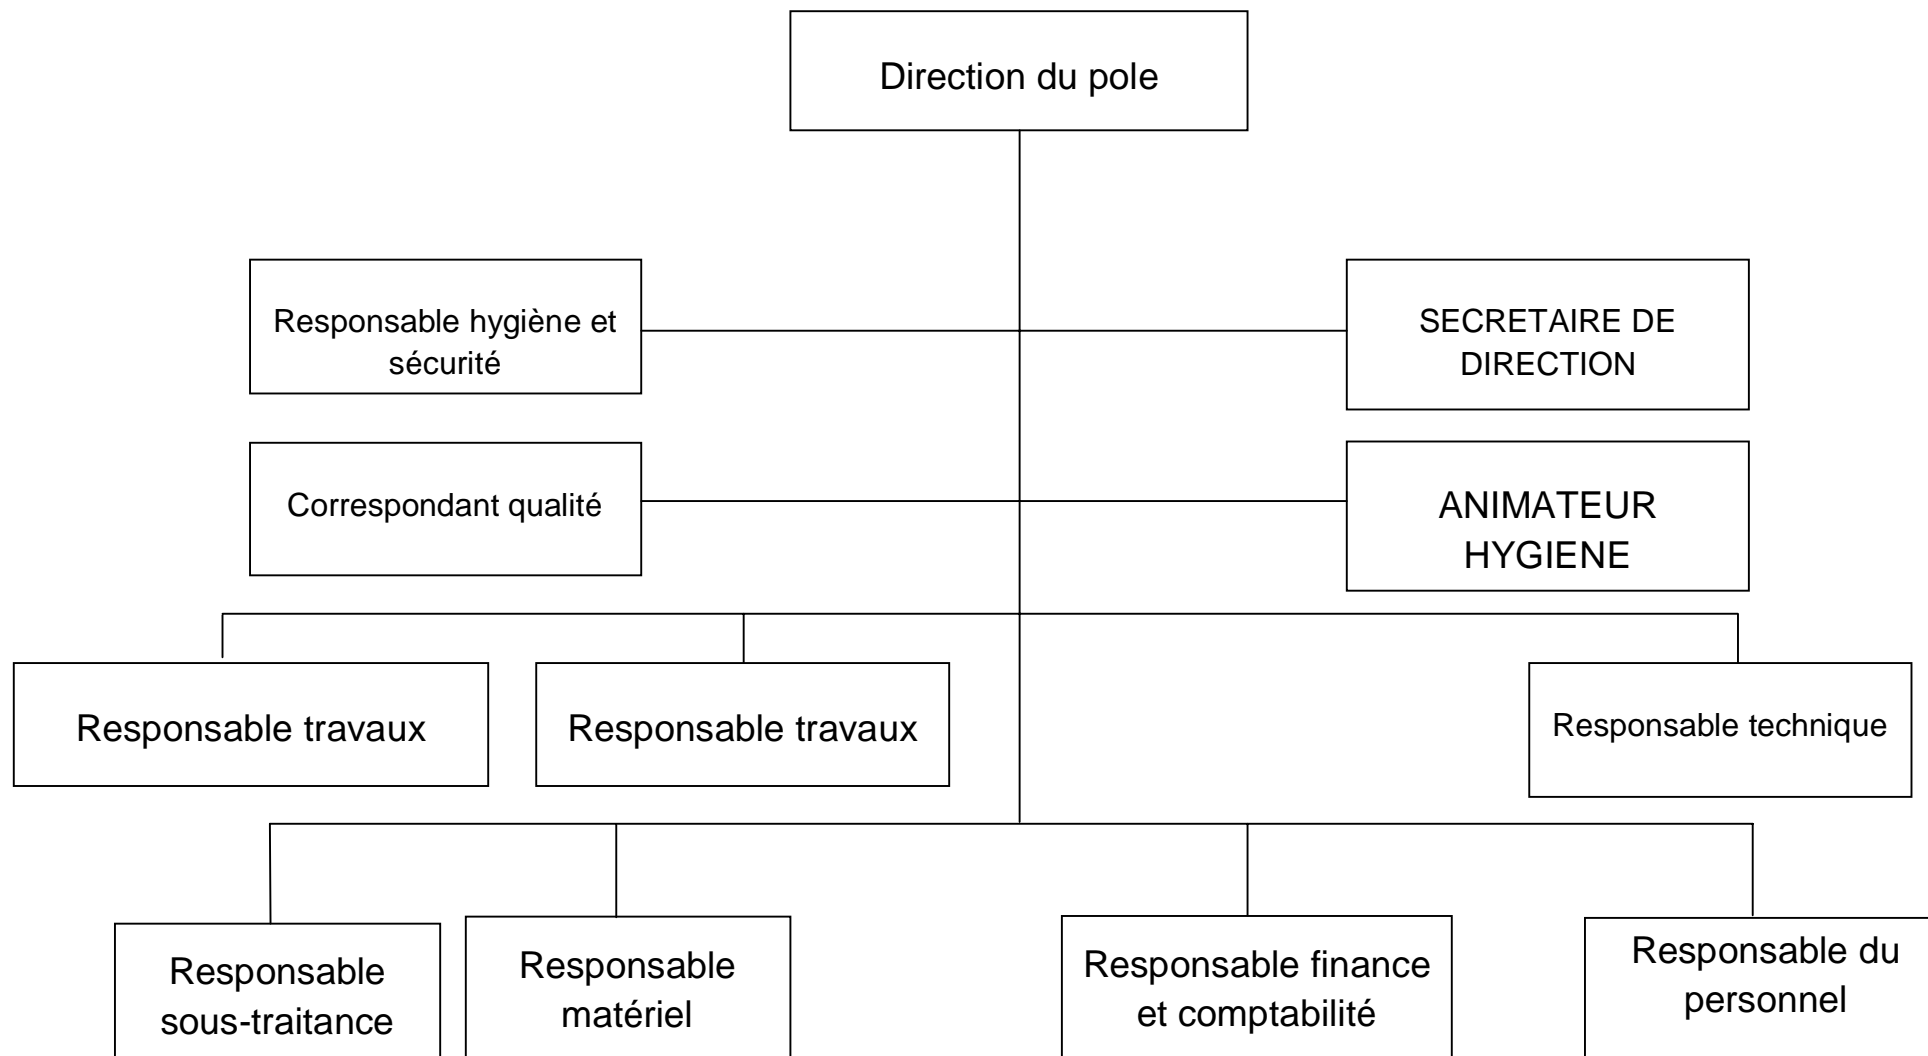 Direction du pole
Responsable hygiène et
sécurité
SECRETAIRE DE
DIRECTION
Correspondant qualité
ANIMATEUR
HYGIENE
Responsable travaux
Responsable travaux
Responsable technique
Responsable
sous-traitance
Responsable
matériel
Responsable finance
et comptabilité
Responsable du
personnel